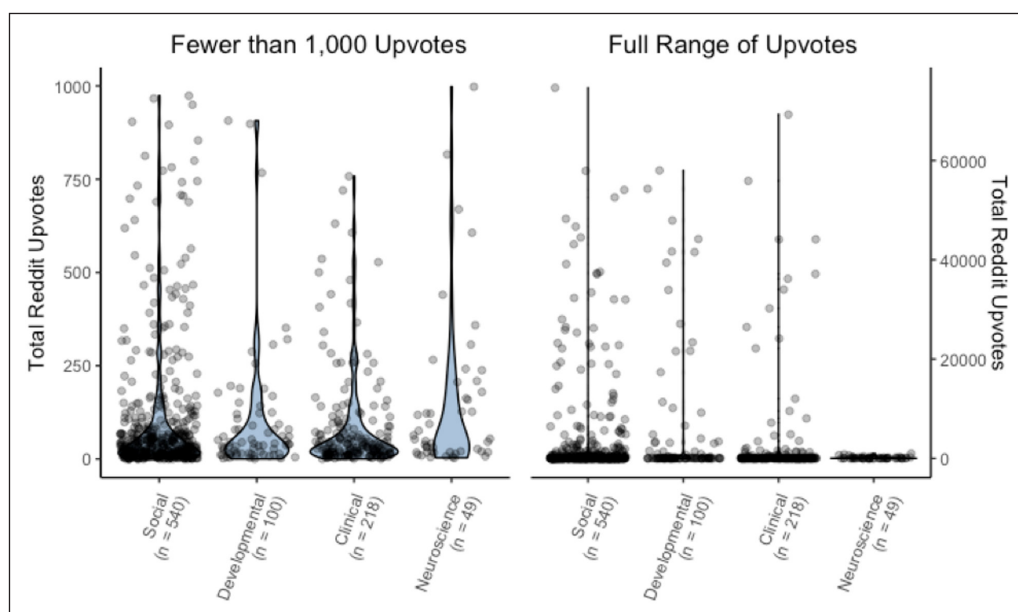 Fewer than 1,000 Upvotes
Full Range of Upvotes
Total Reddit Upvotes
1000
750
500
250
0
Social
(n = 540)
Developmental
(n = 100)
Clinical
(n = 218)
Neuroscience
(n = 49)
Social
(n = 540)
Developmental
(n = 100)
Clinical
(n = 218)
Neuroscience
(n = 49)
60000
40000
20000
0
Total Reddit Upvotes